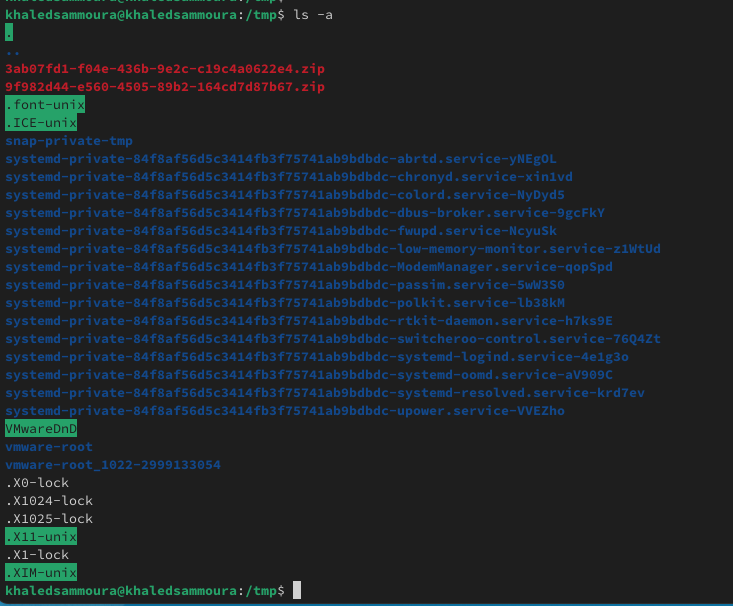 khaledsammoura@khaledsammoura:/tmp$ ls -a
.
..
3ab07fd1-f04e-436b-9e2c-c19c4a0622e4.zip
9f982d44-e560-4505-89b2-164cd7d87b67.zip
.font-unix
.ICE-unix
snap-private-tmp
systemd-private-84f8af56d5c3414fb3f75741ab9bdbdc-abrtd.service-yNEgOL
systemd-private-84f8af56d5c3414fb3f75741ab9bdbdc-chronyd.service-xin1vd
systemd-private-84f8af56d5c3414fb3f75741ab9bdbdc-colord.service-NyDyd5
systemd-private-84f8af56d5c3414fb3f75741ab9bdbdc-dbus-broker.service-9gcFkY
systemd-private-84f8af56d5c3414fb3f75741ab9bdbdc-fwupd.service-NcyuSk
systemd-private-84f8af56d5c3414fb3f75741ab9bdbdc-low-memory-monitor.service-z1WtUd
systemd-private-84f8af56d5c3414fb3f75741ab9bdbdc-ModemManager.service-qopSpd
systemd-private-84f8af56d5c3414fb3f75741ab9bdbdc-passim.service-5wW3S0
systemd-private-84f8af56d5c3414fb3f75741ab9bdbdc-polkit.service-lb38kM
systemd-private-84f8af56d5c3414fb3f75741ab9bdbdc-rtkit-daemon.service-h7ks9E
systemd-private-84f8af56d5c3414fb3f75741ab9bdbdc-switcheroo-control.service-76Q4Zt
systemd-private-84f8af56d5c3414fb3f75741ab9bdbdc-systemd-logind.service-4e1g3o
systemd-private-84f8af56d5c3414fb3f75741ab9bdbdc-systemd-oomd.service-aV909C
systemd-private-84f8af56d5c3414fb3f75741ab9bdbdc-systemd-resolved.service-krd7ev
systemd-private-84f8af56d5c3414fb3f75741ab9bdbdc-upower.service-VVEZho
VMwareDnD
vmware-root
vmware-root_1022-2999133054
.X0-lock
.X1024-lock
.X1025-lock
.X11-unix
.X1-lock
.XIM-unix
khaledsammoura@khaledsammoura:/tmp$